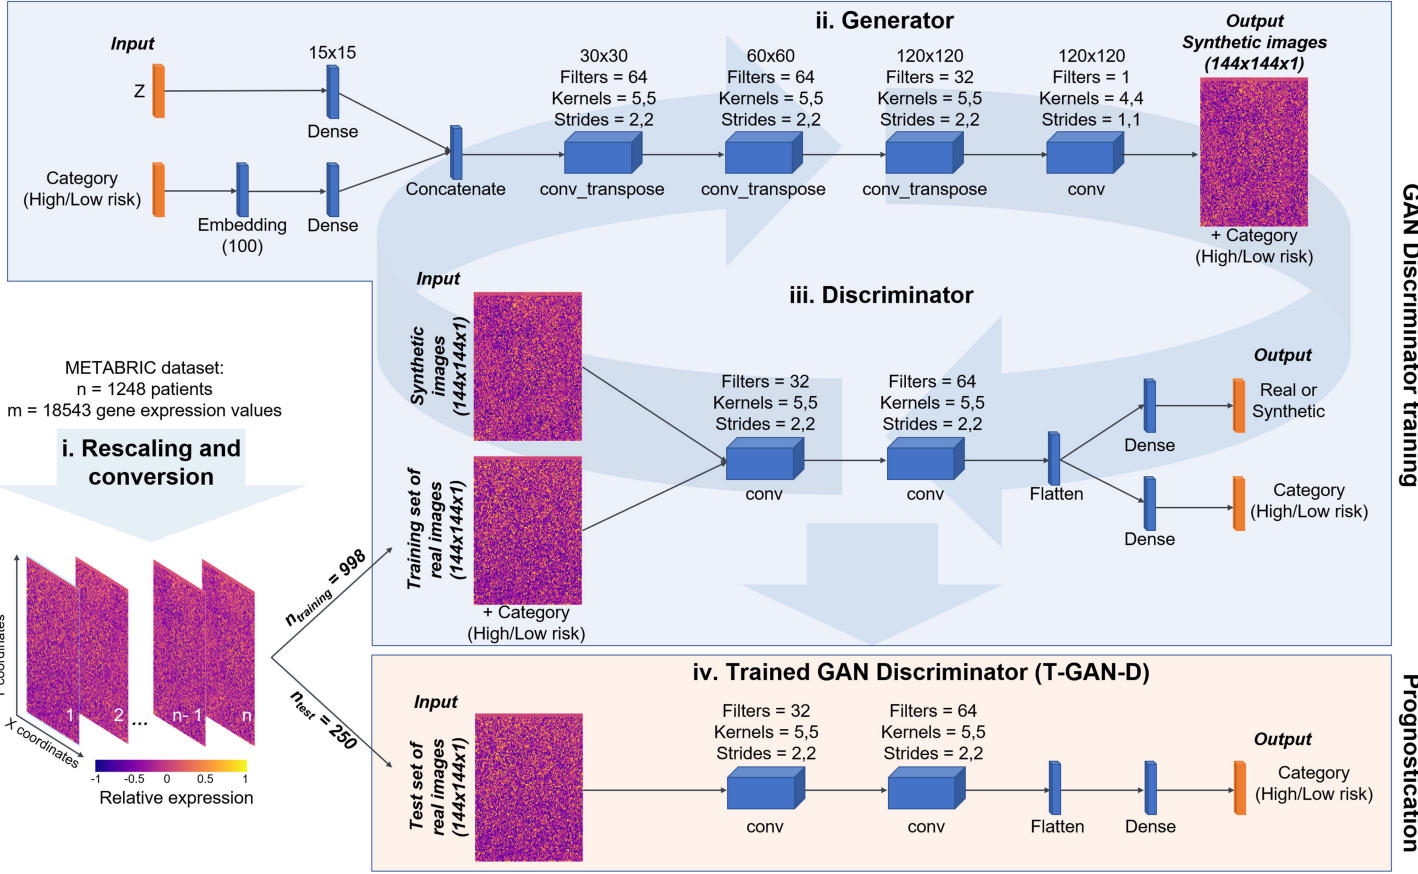 ii. Generator
Input
Z
15x15
Dense
Category
(High/Low risk)
Embedding
(100)
Dense
Concatenate
30x30
Filters = 64
Kernels = 5,5
Strides = 2,2
conv_transpose
60x60
Filters = 64
Kernels = 5,5
Strides = 2,2
conv_transpose
120x120
Filters = 32
Kernels = 5,5
Strides = 2,2
conv_transpose
120x120
Filters = 1
Kernels = 4,4
Strides = 1,1
conv
Output
Synthetic images
(144x144x1)
+ Category
(High/Low risk)
GAN Discriminator training
iii. Discriminator
Input
Synthetic
images
(144x144x1)
Training set of
real images
(144x144x1)
+ Category
(High/Low risk)
Filters = 32
Kernels = 5,5
Strides = 2,2
conv
Filters = 64
Kernels = 5,5
Strides = 2,2
conv
Flatten
Dense
Dense
Output
Real or
Synthetic
Category
(High/Low risk)
METABRIC dataset:
n = 1248 patients
m = 18543 gene expression values
i. Rescaling and
conversion
coordinates
X coordinates
1
2
...
n- 1
n
-1 -0.5 0 0.5 1
Relative expression
ntraining = 998
ntest = 250
iv. Trained GAN Discriminator (T-GAN-D)
Input
Test set of
real images
(144x144x1)
Filters = 32
Kernels = 5,5
Strides = 2,2
conv
Filters = 64
Kernels = 5,5
Strides = 2,2
conv
Flatten
Dense
Output
Category
(High/Low risk)
Prognostication